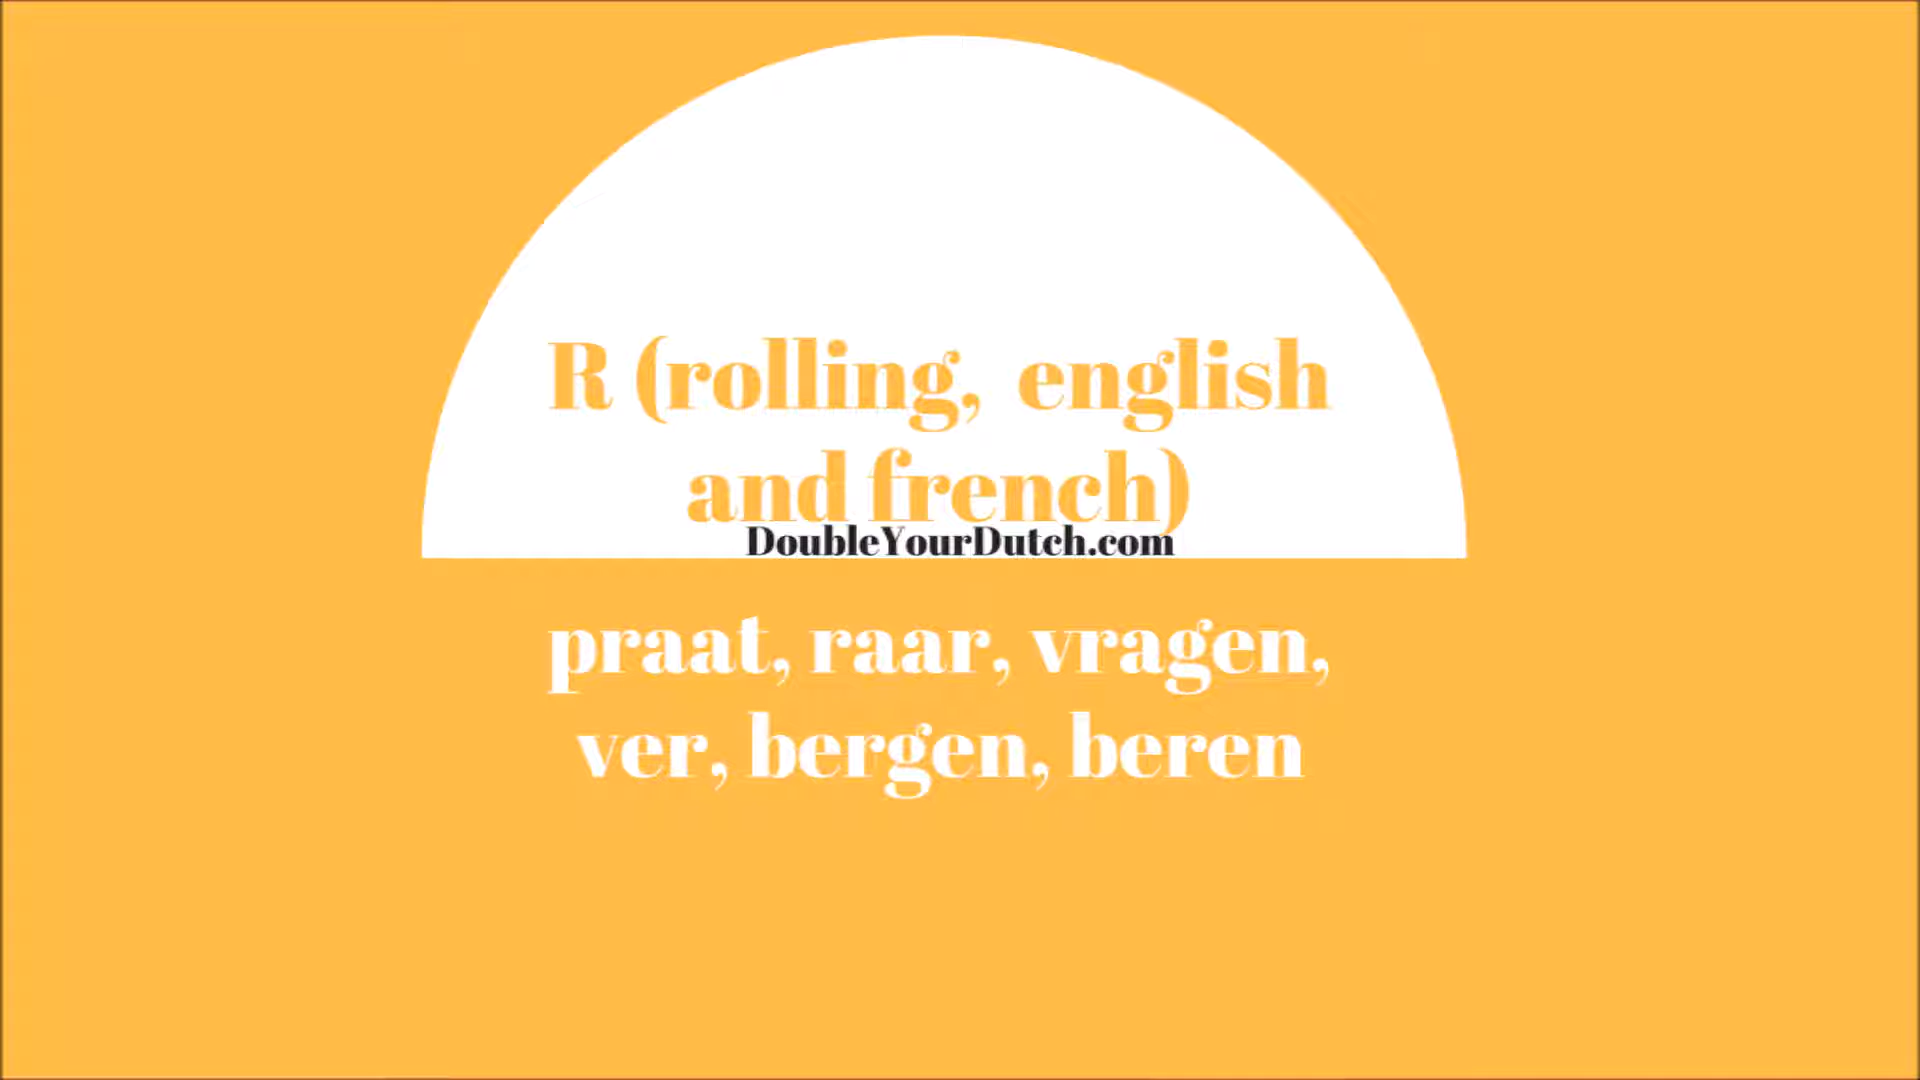 R (rolling, english
and french)
DoubleYourDutch.com
praat, raar, vragen,
ver, bergen, beren